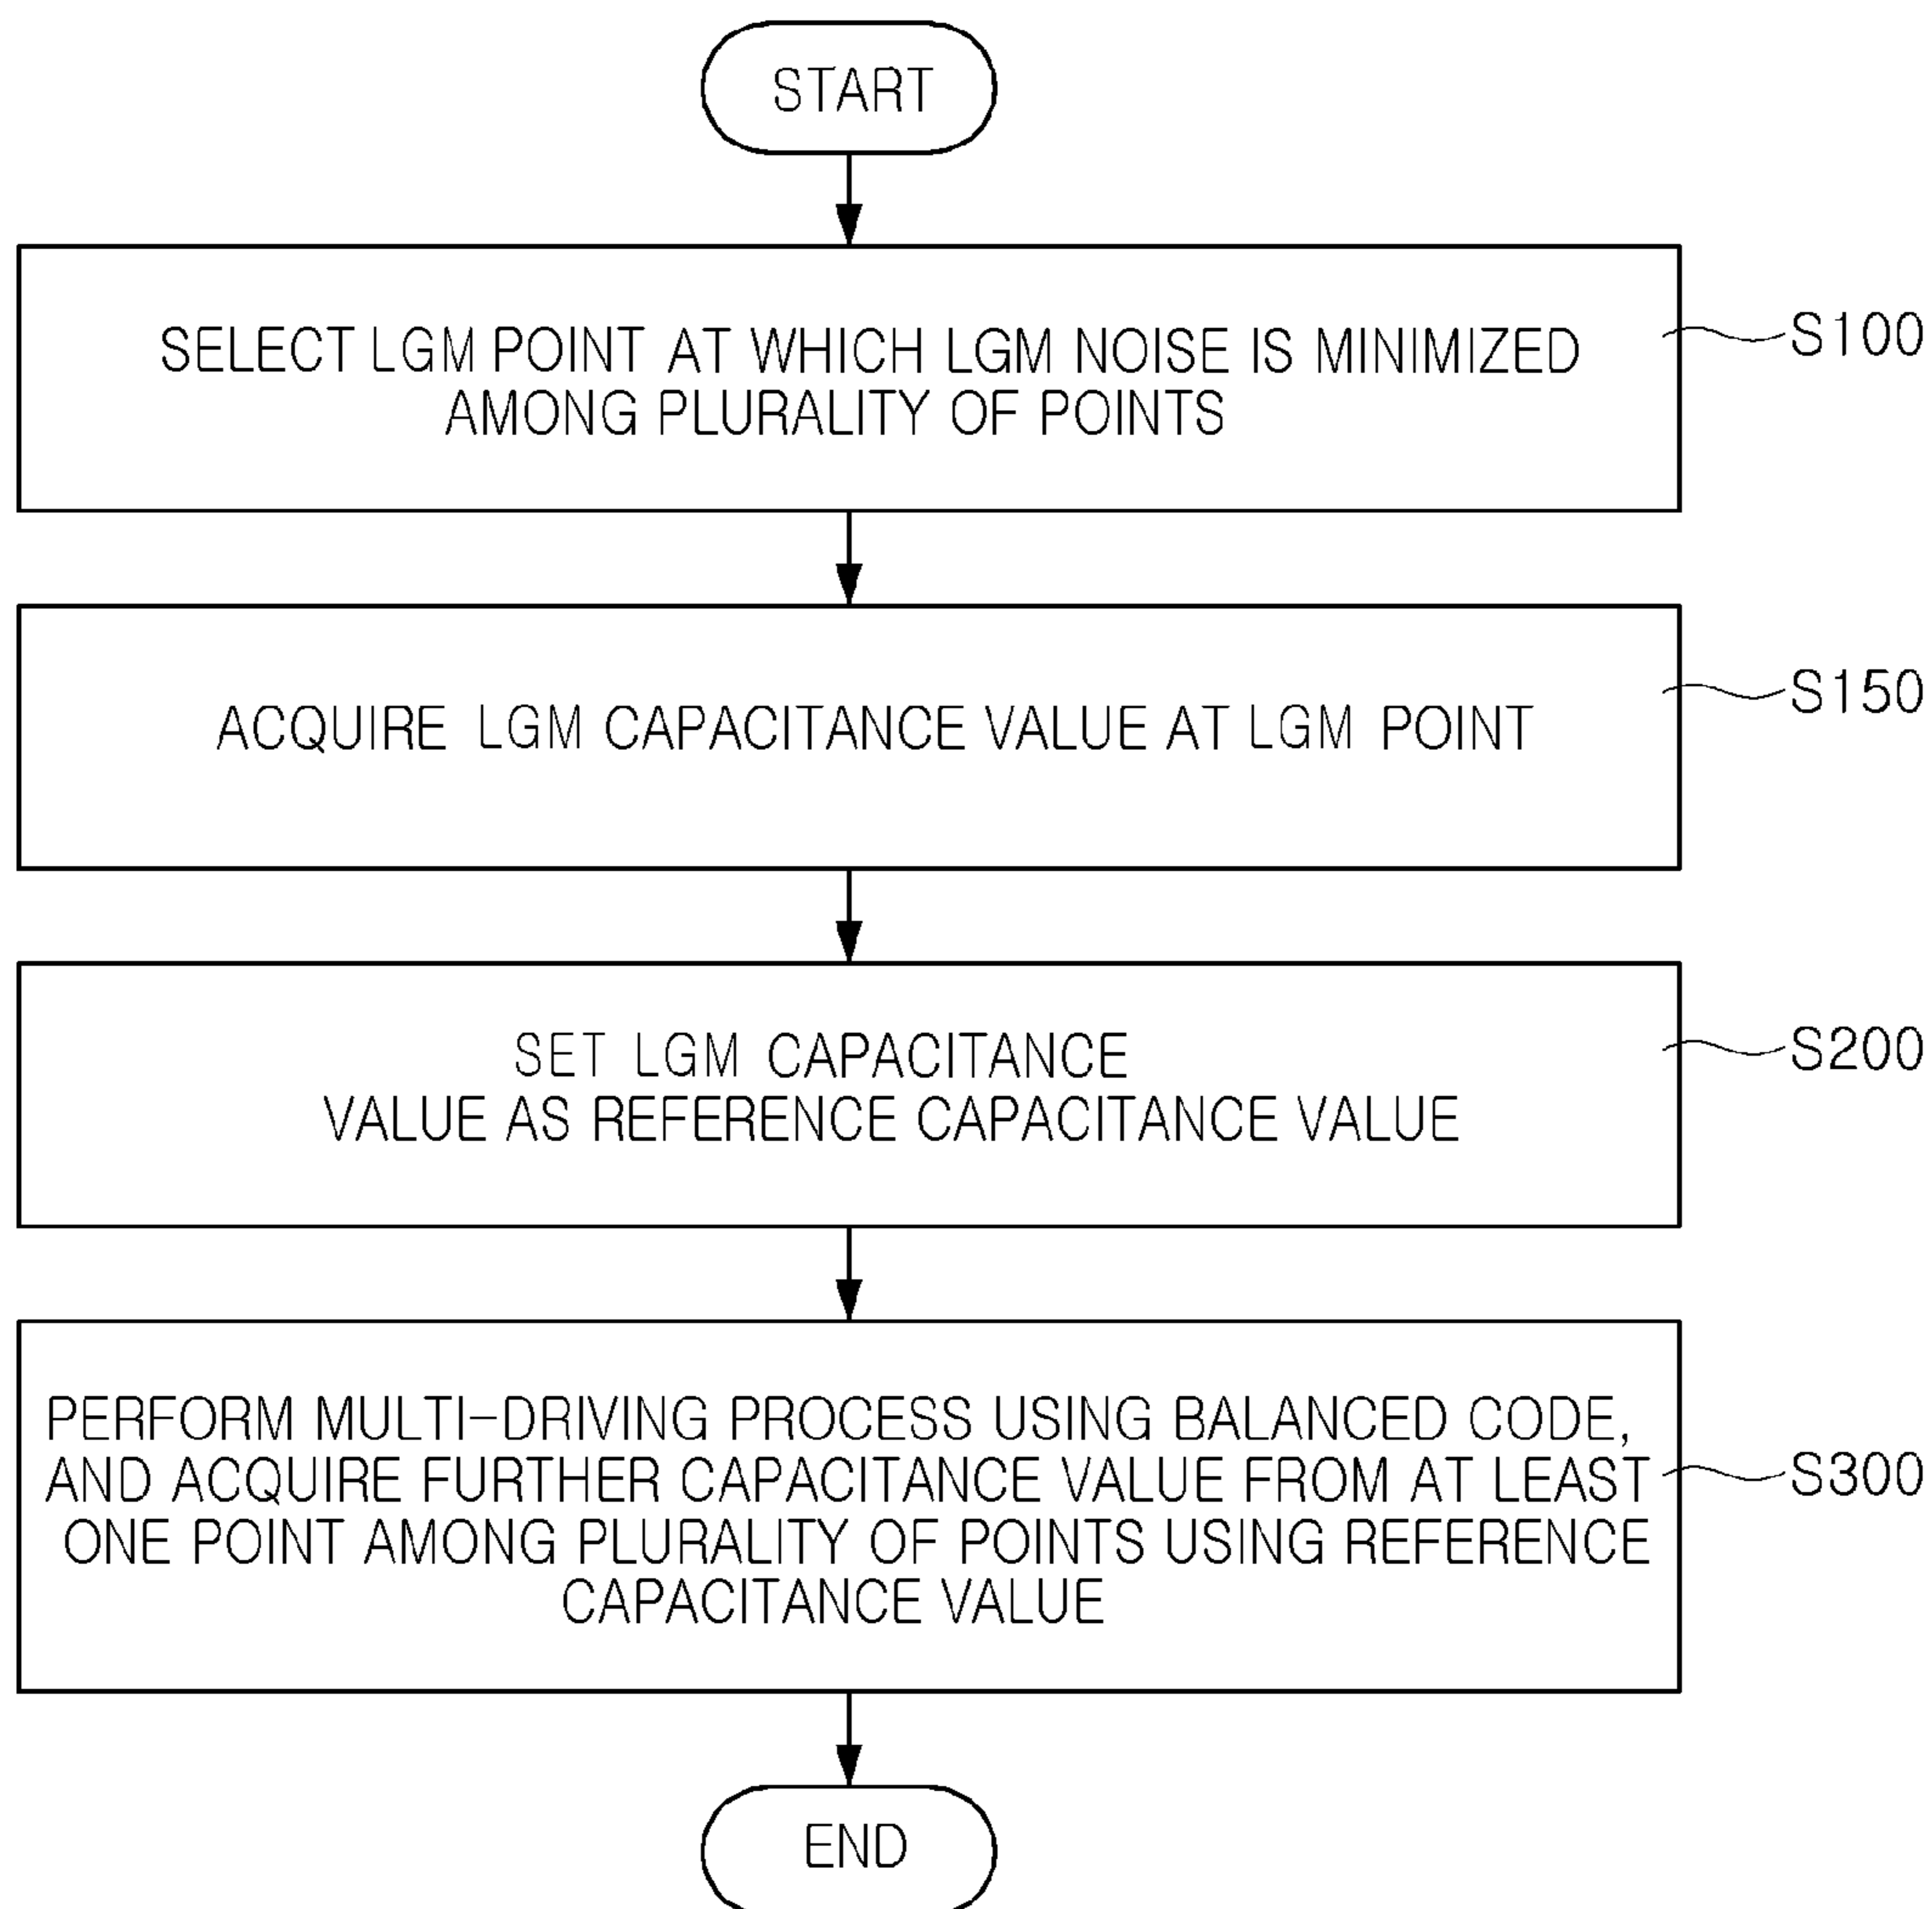 START
SELECT LGM POINT AT WHICH LGM NOISE IS MINIMIZED
AMONG PLURALITY OF POINTS
S100
ACQUIRE LGM CAPACITANCE VALUE AT LGM POINT
S150
SET LGM CAPACITANCE
VALUE AS REFERENCE CAPACITANCE VALUE
S200
PERFORM MULTI-DRIVING PROCESS USING BALANCED CODE,
AND ACQUIRE FURTHER CAPACITANCE VALUE FROM AT LEAST
ONE POINT AMONG PLURALITY OF POINTS USING REFERENCE
CAPACITANCE VALUE
S300
END